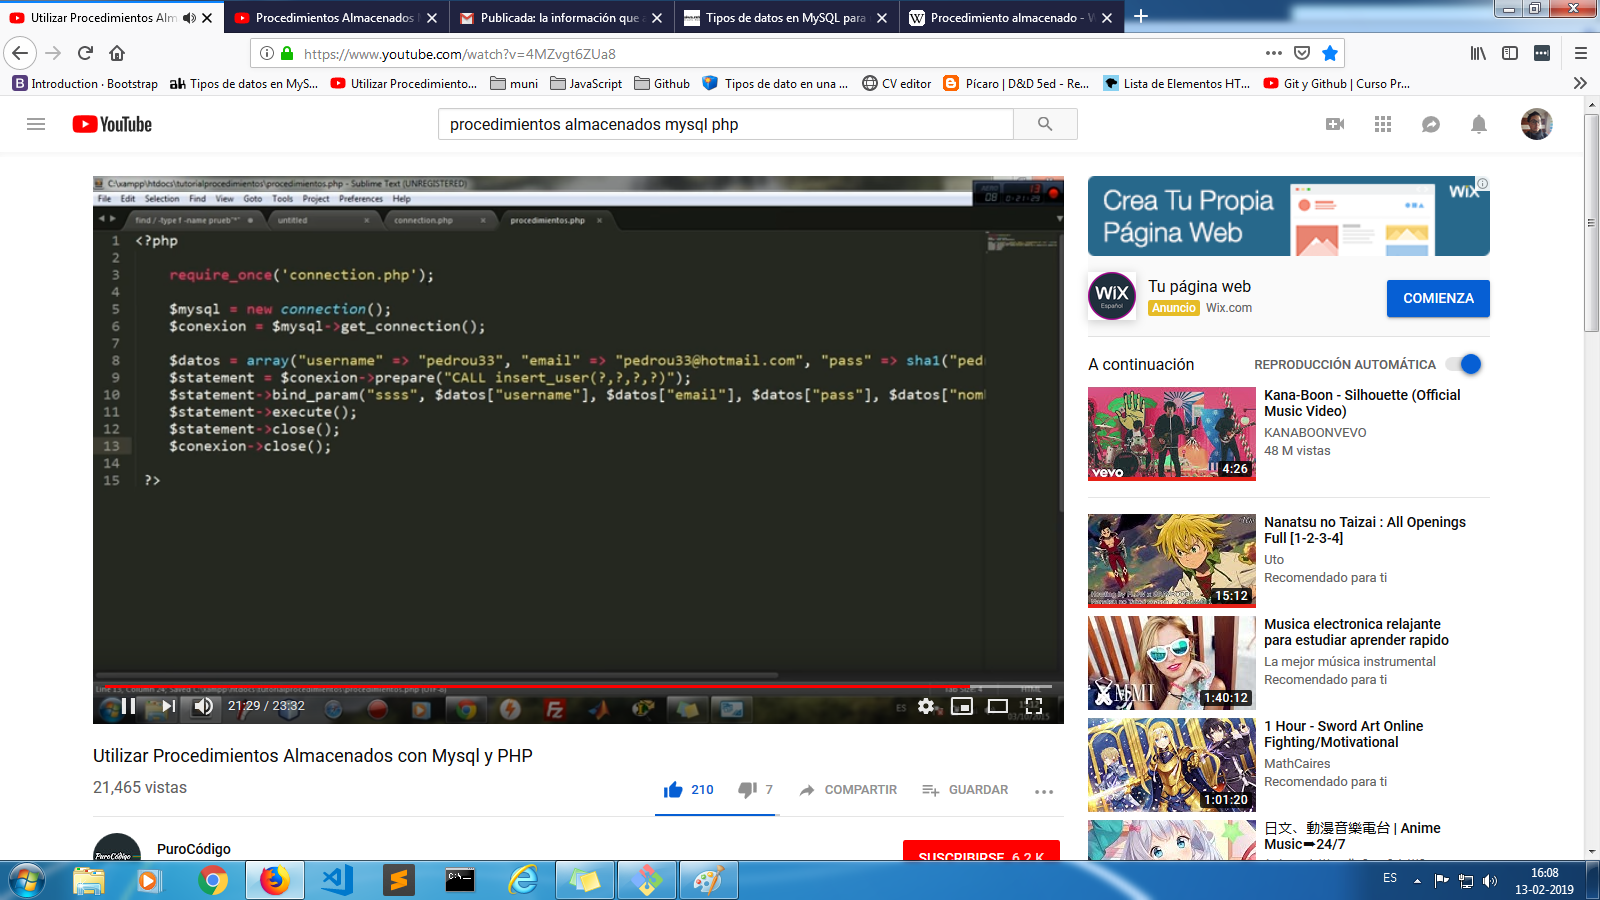 Utilizar Procedimientos Alm
Procedimientos Almacenados
Publicada: la información que
Tipos de datos en MySQL para
Procedimiento almacenado -
https://www.youtube.com/watch?v=4MZvgt6ZUa8
Introduction · Bootstrap
Tipos de datos en MyS...
Utilizar Procedimiento...
muni
JavaScript
Github
Tipos de dato en una ...
CV editor
Pícaro | D&D 5ed - Re...
Lista de Elementos HT...
Git y Github | Curso Pr...
YouTube
procedimientos almacenados mysql php
C:\xampp\htdocs\tutorialprocedimientos\procedimientos.php - Sublime Text (UNREGISTERED)
File Edit Selection Find View Goto Tools Project Preferences Help
find / -type f -name prueb"*"
untitled
connection.php
procedimientos.php
1 <?php
2
3 require_once('connection.php');
4
5 $mysql = new connection();
6 $conexion = $mysql->get_connection();
7
8 $datos = array("username" => "pedrou33", "email" => "pedrou33@hotmail.com", "pass" => sha1("ped
9 $statement = $conexion->prepare("CALL insert_user(?,?,?,?)");
10 $statement->bind_param("ssss", $datos["username"], $datos["email"], $datos["pass"], $datos["nom
11 $statement->execute();
12 $statement->close();
13 $conexion->close();
14
15 ?>
21:29 / 23:32
Utilizar Procedimientos Almacenados con Mysql y PHP
21,465 vistas
210
7
COMPARTIR
GUARDAR
PuroCódigo
SUSCRIBIRSE 6.2 K
Crea Tu Propia
Página Web
WiX
WiX
Español
Tu página web
Anuncio Wix.com
COMIENZA
A continuación
REPRODUCCIÓN AUTOMÁTICA
vevo
4:26
Kana-Boon - Silhouette (Official
Music Video)
KANABOONVEVO
48 M vistas
15:12
Nanatsu no Taizai : All Openings
Full [1-2-3-4]
Uto
Recomendado para ti
MMI
1:40:12
Musica electronica relajante
para estudiar aprender rapido
La mejor música instrumental
Recomendado para ti
1:01:20
1 Hour - Sword Art Online
Fighting/Motivational
MathCaires
Recomendado para ti
日文、動漫音樂電台 | Anime
Music➡24/7
ES
16:08
13-02-2019